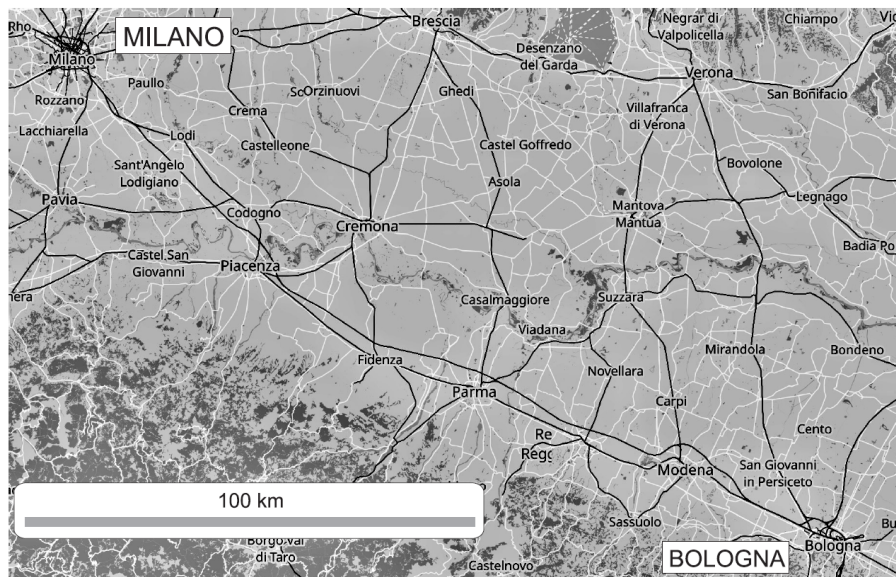 Rho
MILANO
Brescia
Negrar di
Valpolicella
Chiampo
Milano
Desenzano
del Garda
Verona
Paullo
Orzinuovi
Ghedi
San Bonifacio
Rozzano
Crema
Villafranca
di Verona
Lacchiarella
Lodi
Castelleone
Castel Goffredo
Sant'Angelo
Lodigiano
Bovolone
Asola
Pavia
Legnago
Codogno
Mantova
Mantua
Cremona
Badia Po
Castel San
Giovanni
Piacenza
Casalmaggiore
Suzzara
Viadana
Fidenza
Mirandola
Bondeno
Novellara
Parma
Carpi
Cento
Re
Regg
Modena
San Giovanni
in Persiceto
100 km
Sassuolo
Borgo Val
di Taro
Bologna
BOLOGNA
Castelnovo